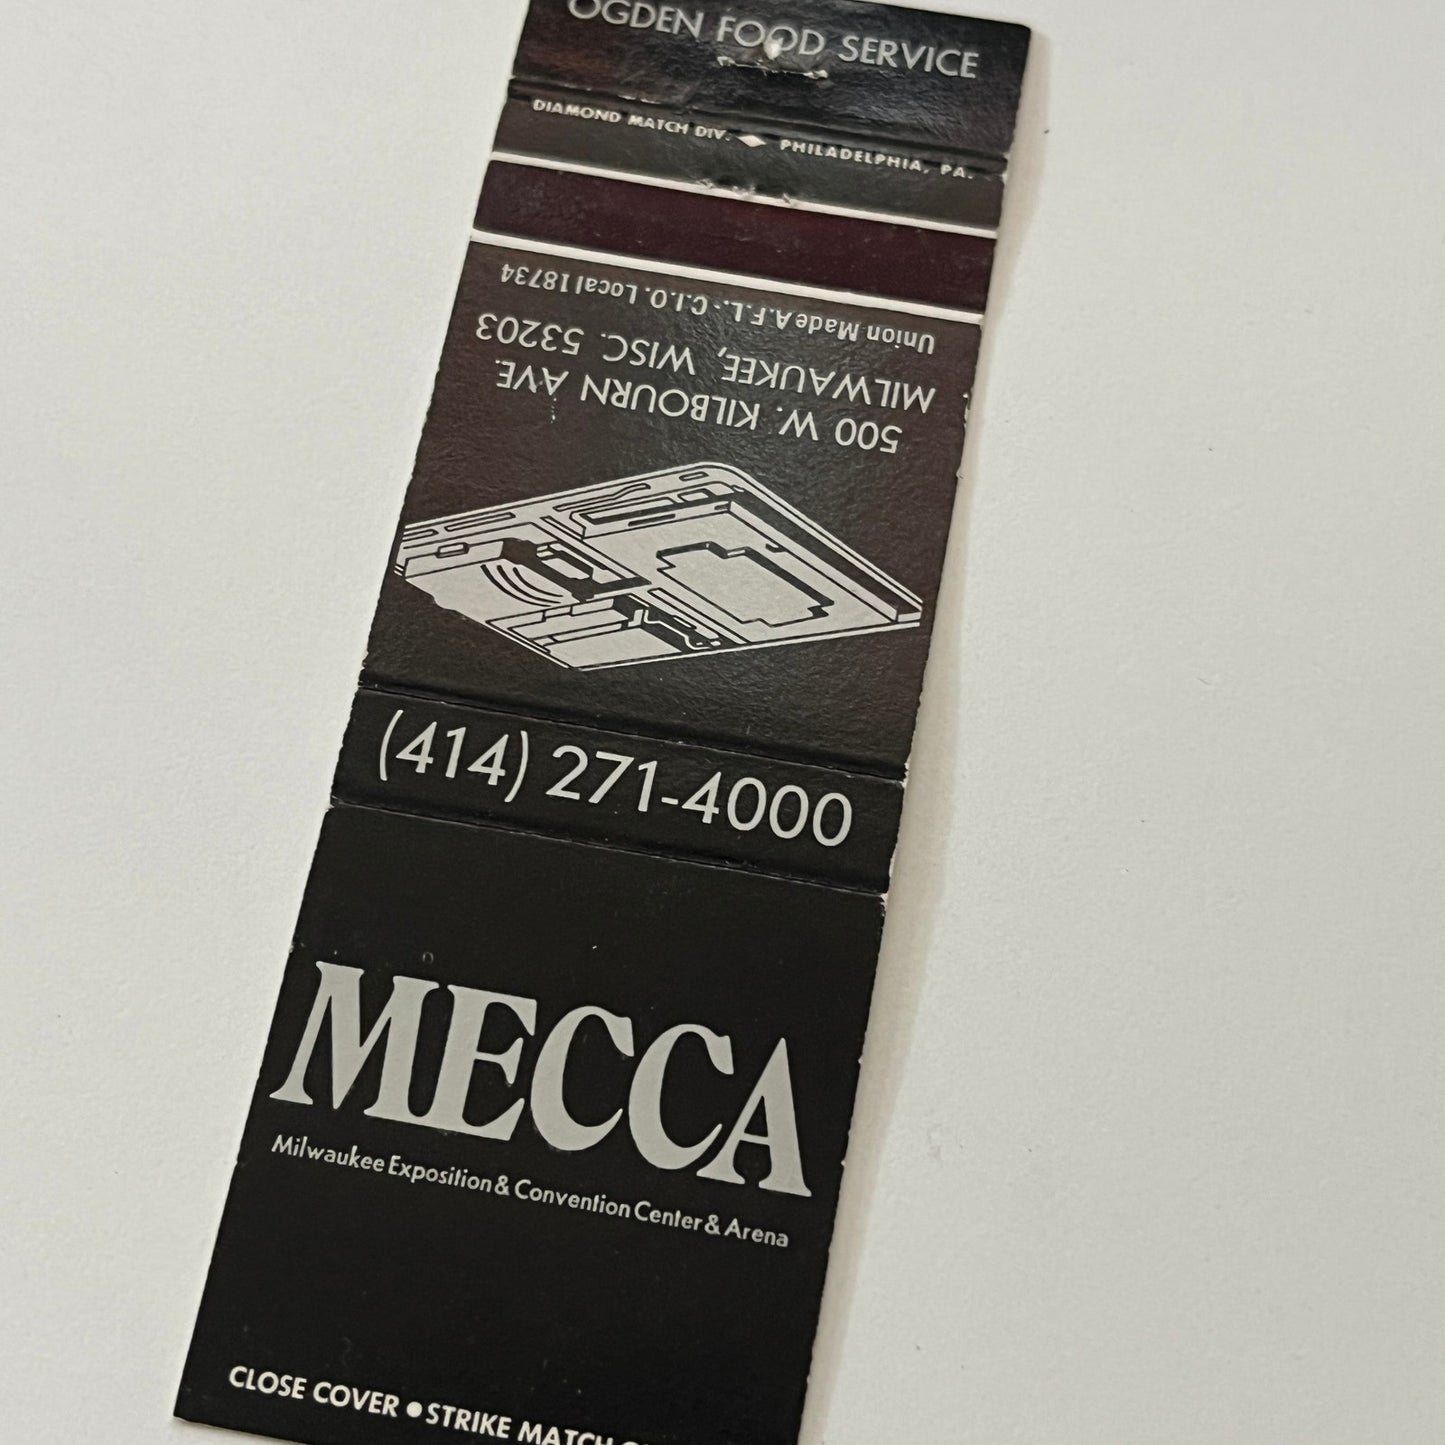 OGDEN FOOD SERVICE
DIAMOND MATCH DIV. ◆ PHILADELPHIA, PA.
500 W. KILBOURN AVE.
MILWAUKEE, WISC. 53203
Union Made A.F.L.-C.I.O. Local 18734
(414) 271-4000
MECCA
Milwaukee Exposition & Convention Center & Arena
CLOSE COVER ● STRIKE MATCH